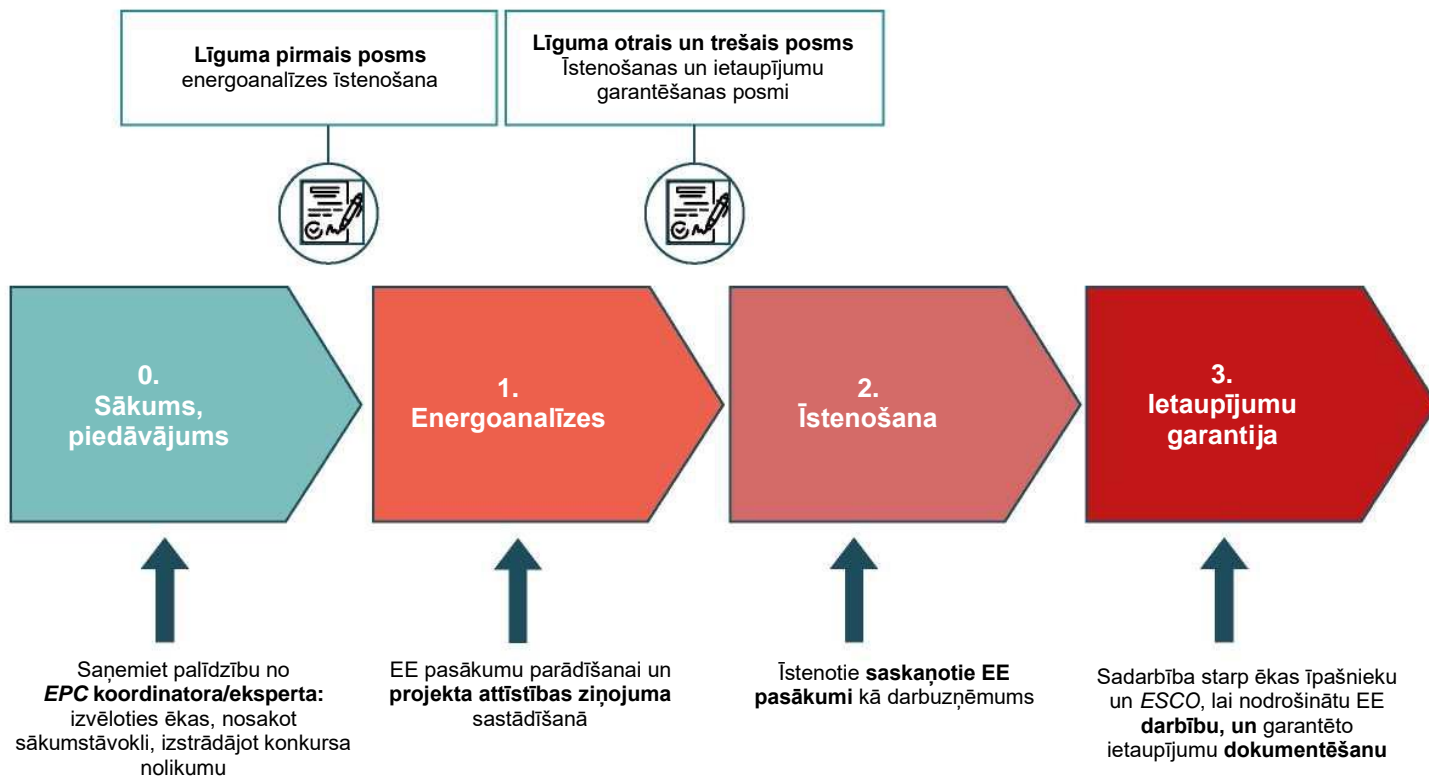 Līguma pirmais posms
energoanalīzes īstenošana
Līguma otrais un trešais posms
Īstenošanas un ietaupījumu
garantēšanas posmi
0.
Sākums,
piedāvājums
1.
Energoanalīzes
2.
Īstenošana
3.
Ietaupījumu
garantija
Saņemiet palīdzību no
EPC koordinatora/eksperta:
izvēloties ēkas, nosakot
sākumstāvokli, izstrādājot konkursa
nolikumu
EE pasākumu parādīšanai un
projekta attīstības ziņojuma
sastādīšanā
Īstenotie saskaņotie EE
pasākumi kā darbuzņēmums
Sadarbība starp ēkas īpašnieku
un ESCO, lai nodrošinātu EE
darbību, un garantēto
ietaupījumu dokumentēšanu